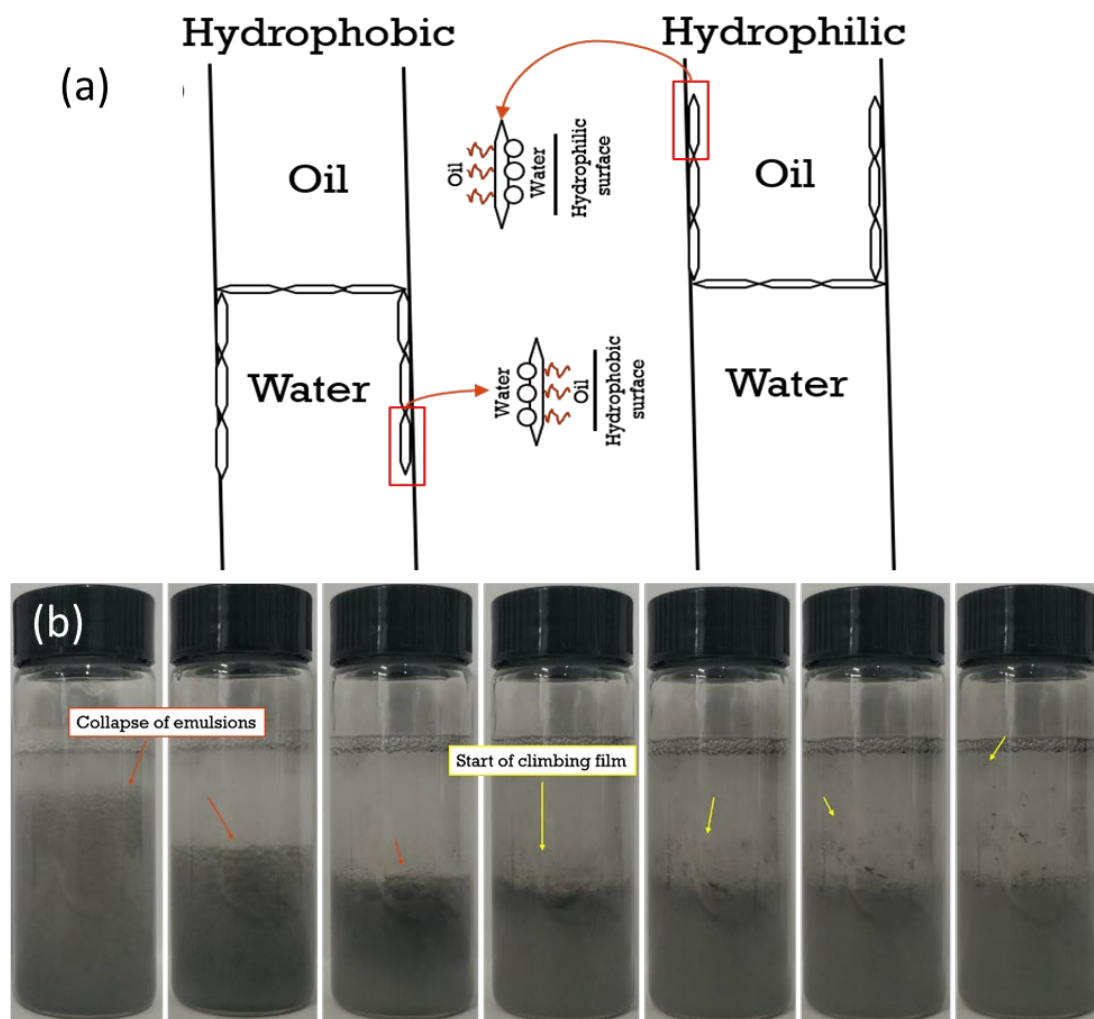 Hydrophobic
Hydrophilic
(a)
Oil
Oil
Water
Hydrophilic
surface
Oil
Water
Water
Oil
Hydrophobic
surface
Water
(b)
Collapse of emulsions
Start of climbing film